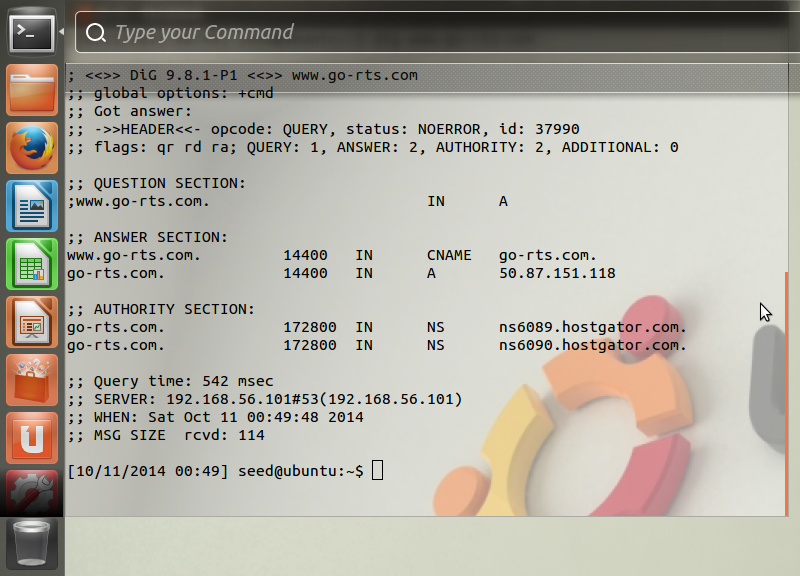 Type your Command
; <<>> DiG 9.8.1-P1 <<>> www.go-rts.com
;; global options: +cmd
;; Got answer:
;; ->>HEADER<<- opcode: QUERY, status: NOERROR, id: 37990
;; flags: qr rd ra; QUERY: 1, ANSWER: 2, AUTHORITY: 2, ADDITIONAL: 0
;; QUESTION SECTION:
;www.go-rts.com. IN A
;; ANSWER SECTION:
www.go-rts.com. 14400 IN CNAME go-rts.com.
go-rts.com. 14400 IN A 50.87.151.118
;; AUTHORITY SECTION:
go-rts.com. 172800 IN NS ns6089.hostgator.com.
go-rts.com. 172800 IN NS ns6090.hostgator.com.
;; Query time: 542 msec
;; SERVER: 192.168.56.101#53(192.168.56.101)
;; WHEN: Sat Oct 11 00:49:48 2014
;; MSG SIZE rcvd: 114
[10/11/2014 00:49] seed@ubuntu:~$